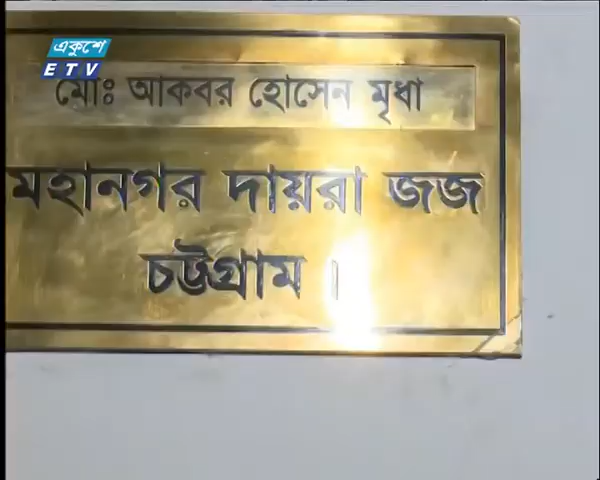 একুশে
ETV
মোঃ আকবর হোসেন মৃধা
মহানগর দায়রা জজ
চট্টগ্রাম ।